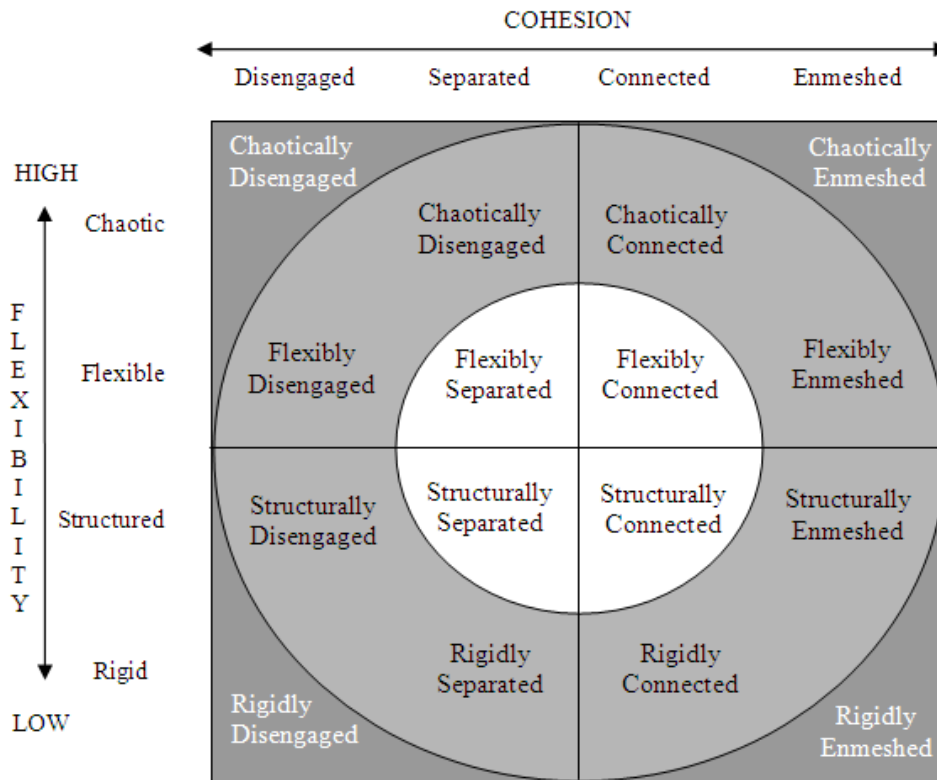 COHESION
Disengaged Separated Connected Enmeshed
HIGH
Chaotic
Flexible
Structured
Rigid
LOW
F
L
E
X
I
B
I
L
I
T
Y
Chaotically
Disengaged
Chaotically
Enmeshed
Chaotically
Disengaged
Chaotically
Connected
Flexibly
Disengaged
Flexibly
Separated
Flexibly
Connected
Flexibly
Enmeshed
Structurally
Disengaged
Structurally
Separated
Structurally
Connected
Structurally
Enmeshed
Rigidly
Separated
Rigidly
Connected
Rigidly
Disengaged
Rigidly
Enmeshed